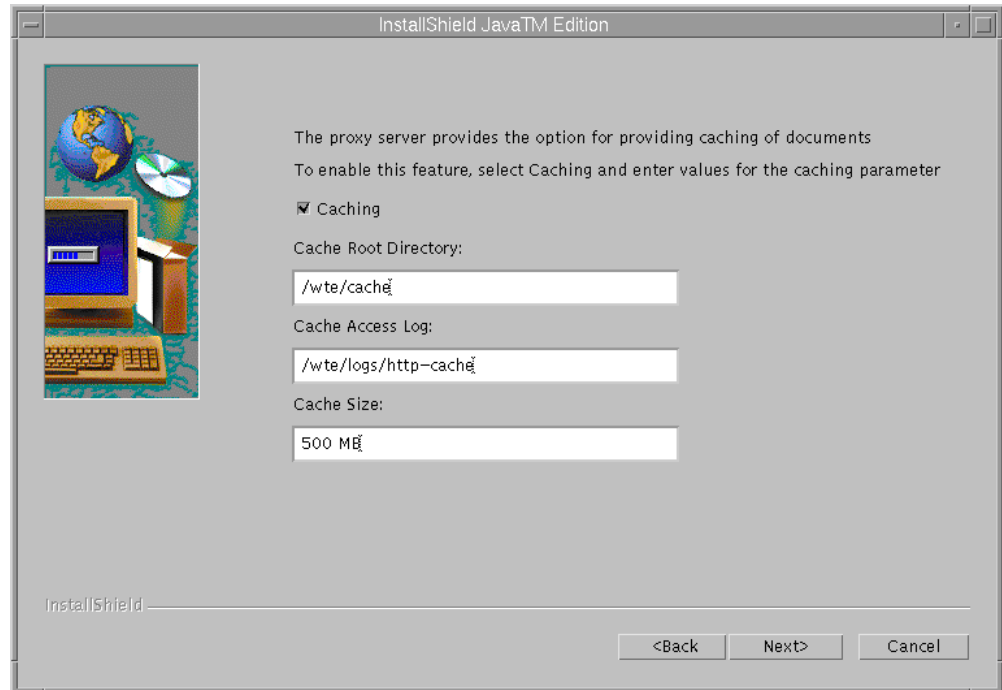 InstallShield JavaTM Edition
The proxy server provides the option for providing caching of documents
To enable this feature, select Caching and enter values for the caching parameter
Caching
Cache Root Directory:
/wte/cache
Cache Access Log:
/wte/logs/http-cache
Cache Size:
500 MB
InstallShield
<Back
Next>
Cancel